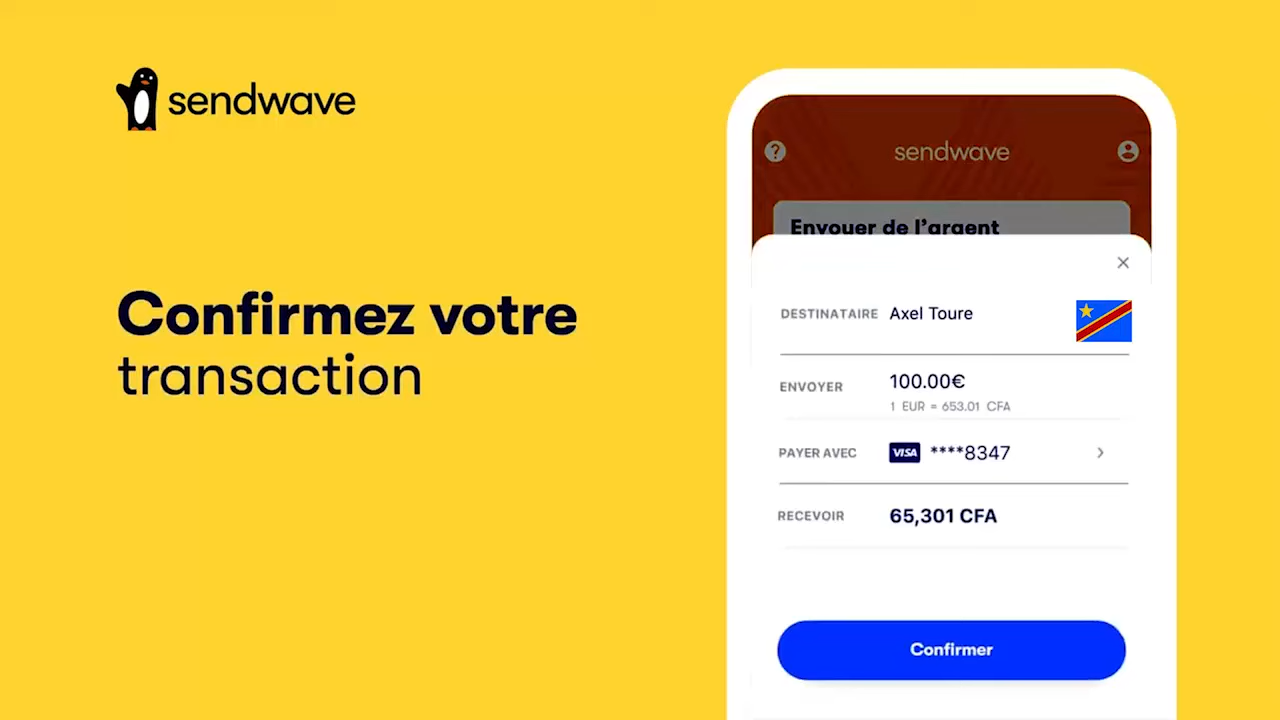 sendwave
Confirmez votre
transaction
?
sendwave
Envoyer de l'argent
DESTINATAIRE Axel Toure
ENVOYER 100.00€
1 EUR = 653.01 CFA
PAYER AVEC VISA ****8347
RECEVOIR 65,301 CFA
Confirmer